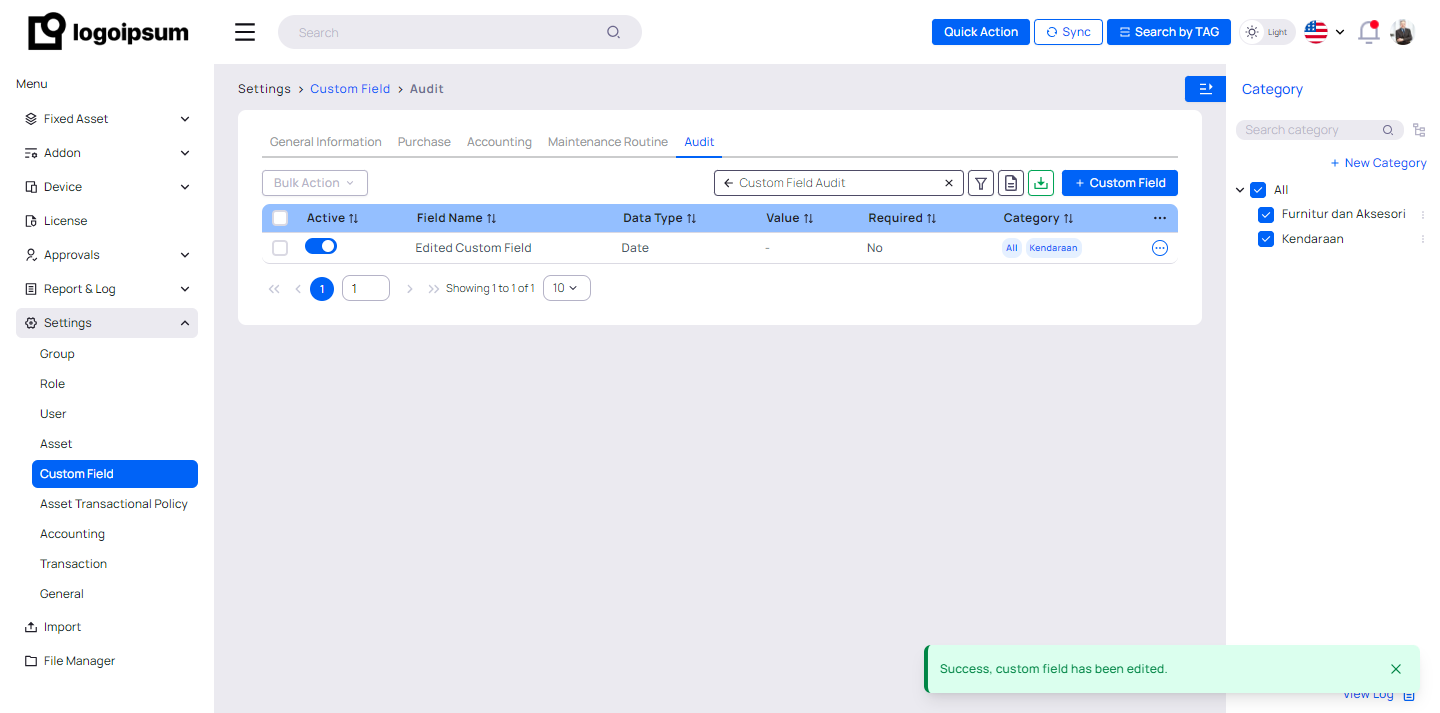 logoipsum
Search
Quick Action
Sync
Search by TAG
Light
Menu
Fixed Asset
Addon
Device
License
Approvals
Report & Log
Settings
Group
Role
User
Asset
Custom Field
Asset Transactional Policy
Accounting
Transaction
General
Import
File Manager
Settings > Custom Field > Audit
General Information Purchase Accounting Maintenance Routine Audit
Bulk Action
Custom Field Audit
+ Custom Field
Active Field Name Data Type Value Required Category
Edited Custom Field Date - No All Kendaraan
1 1 Showing 1 to 1 of 1 10
Category
Search category
+ New Category
All
Furnitur dan Aksesori
Kendaraan
Success, custom field has been edited.
View Log